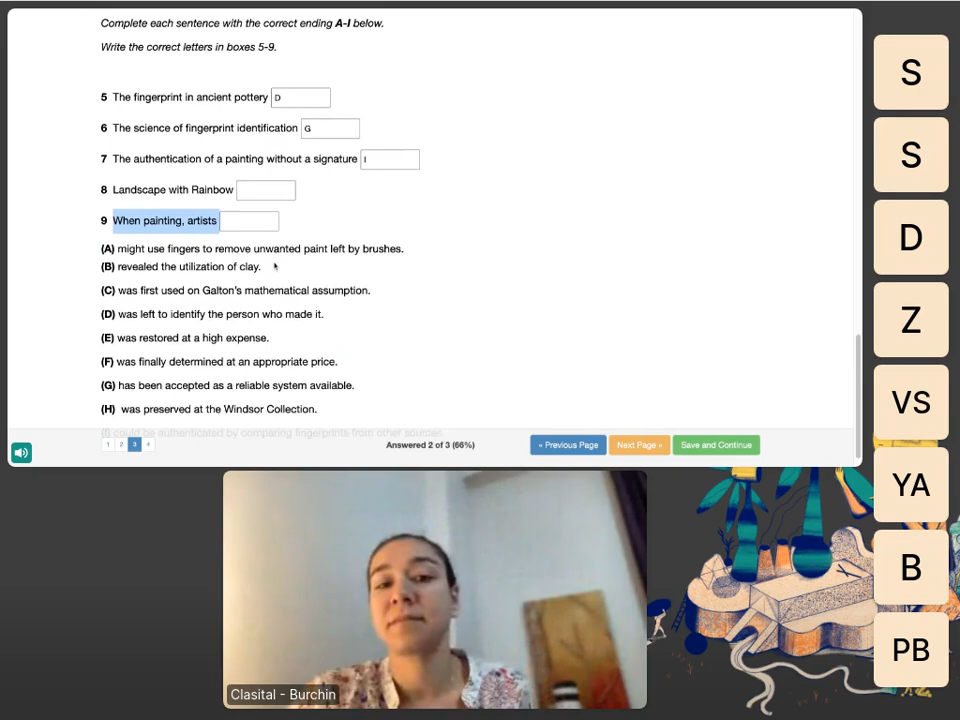 Complete each sentence with the correct ending A-I below.
Write the correct letters in boxes 5-9.
5 The fingerprint in ancient pottery D
6 The science of fingerprint identification G
7 The authentication of a painting without a signature I
8 Landscape with Rainbow
9 When painting, artists
(A) might use fingers to remove unwanted paint left by brushes.
(B) revealed the utilization of clay.
(C) was first used on Galton's mathematical assumption.
(D) was left to identify the person who made it.
(E) was restored at a high expense.
(F) was finally determined at an appropriate price.
(G) has been accepted as a reliable system available.
(H) was preserved at the Windsor Collection.
(I) could be authenticated by comparing fingerprints from other sources.
1 2 3 4
Answered 2 of 3 (66%)
« Previous Page
Next Page »
Save and Continue
S
S
D
Z
VS
YA
B
PB
Clasital - Burchin